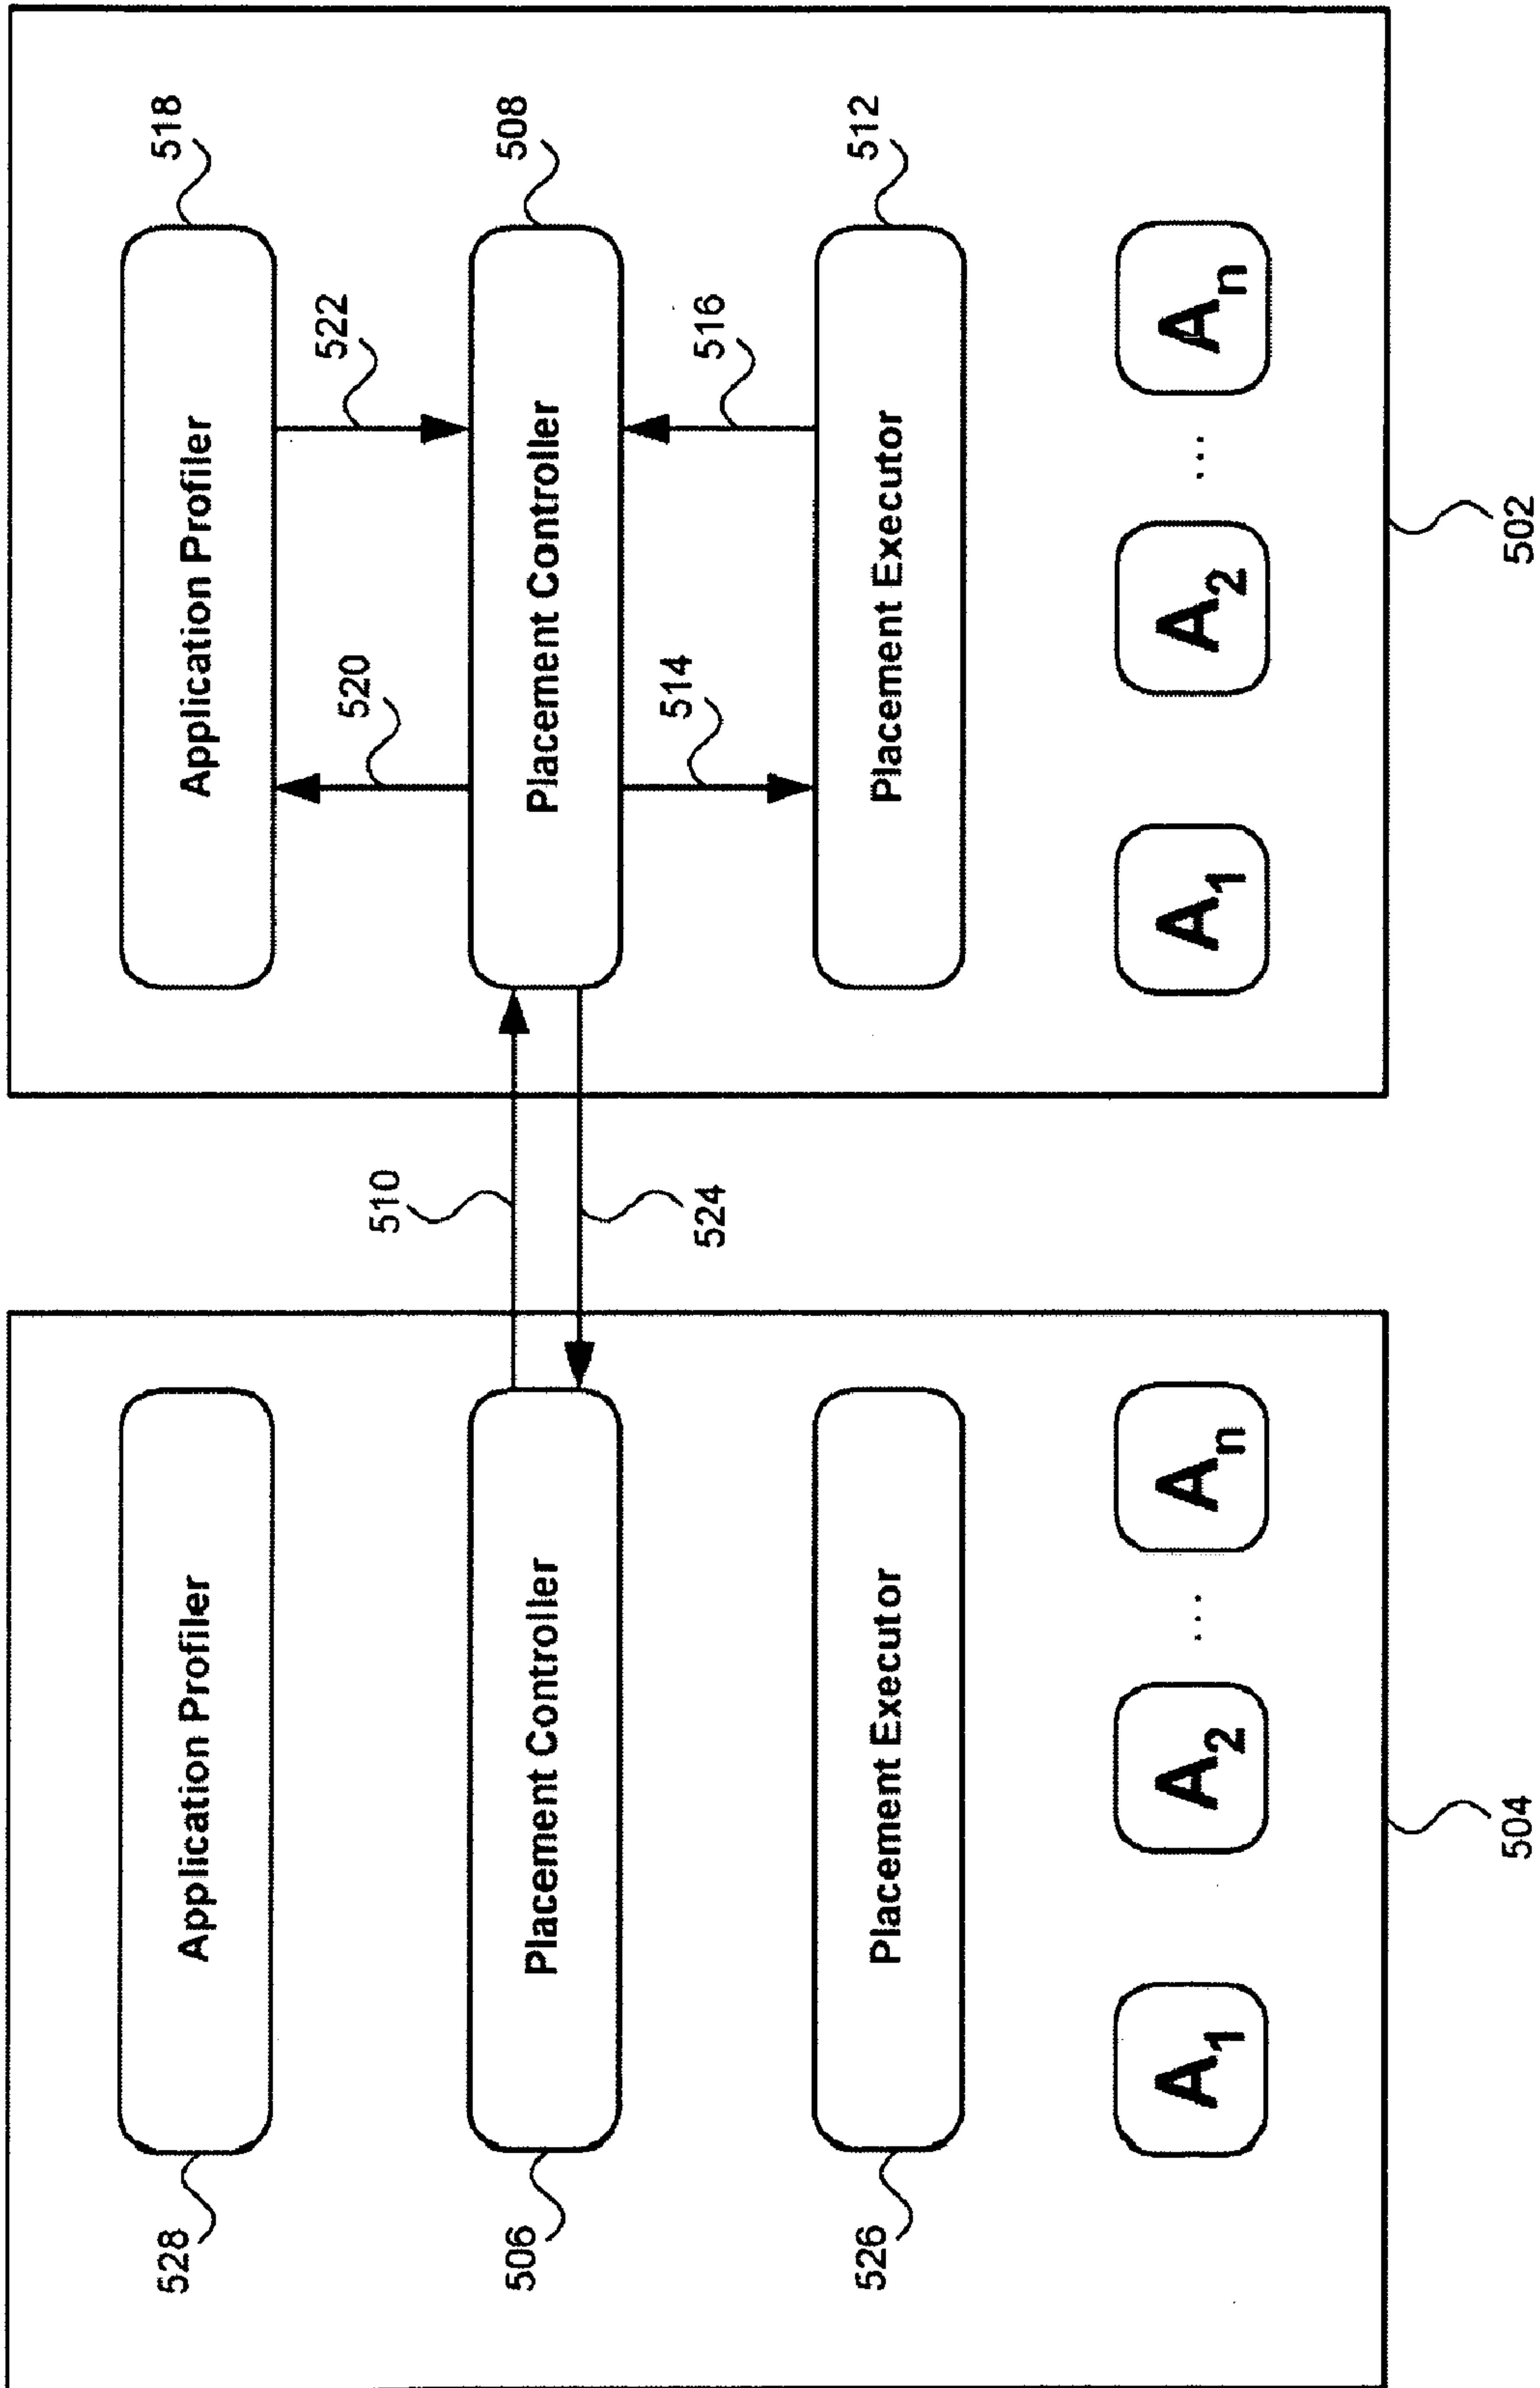 528
Application Profiler
506
Placement Controller
526
Placement Executor
A1 A2 ... An
504
510
524
518
Application Profiler
520
522
508
Placement Controller
514
516
512
Placement Executor
A1 A2 ... An
502